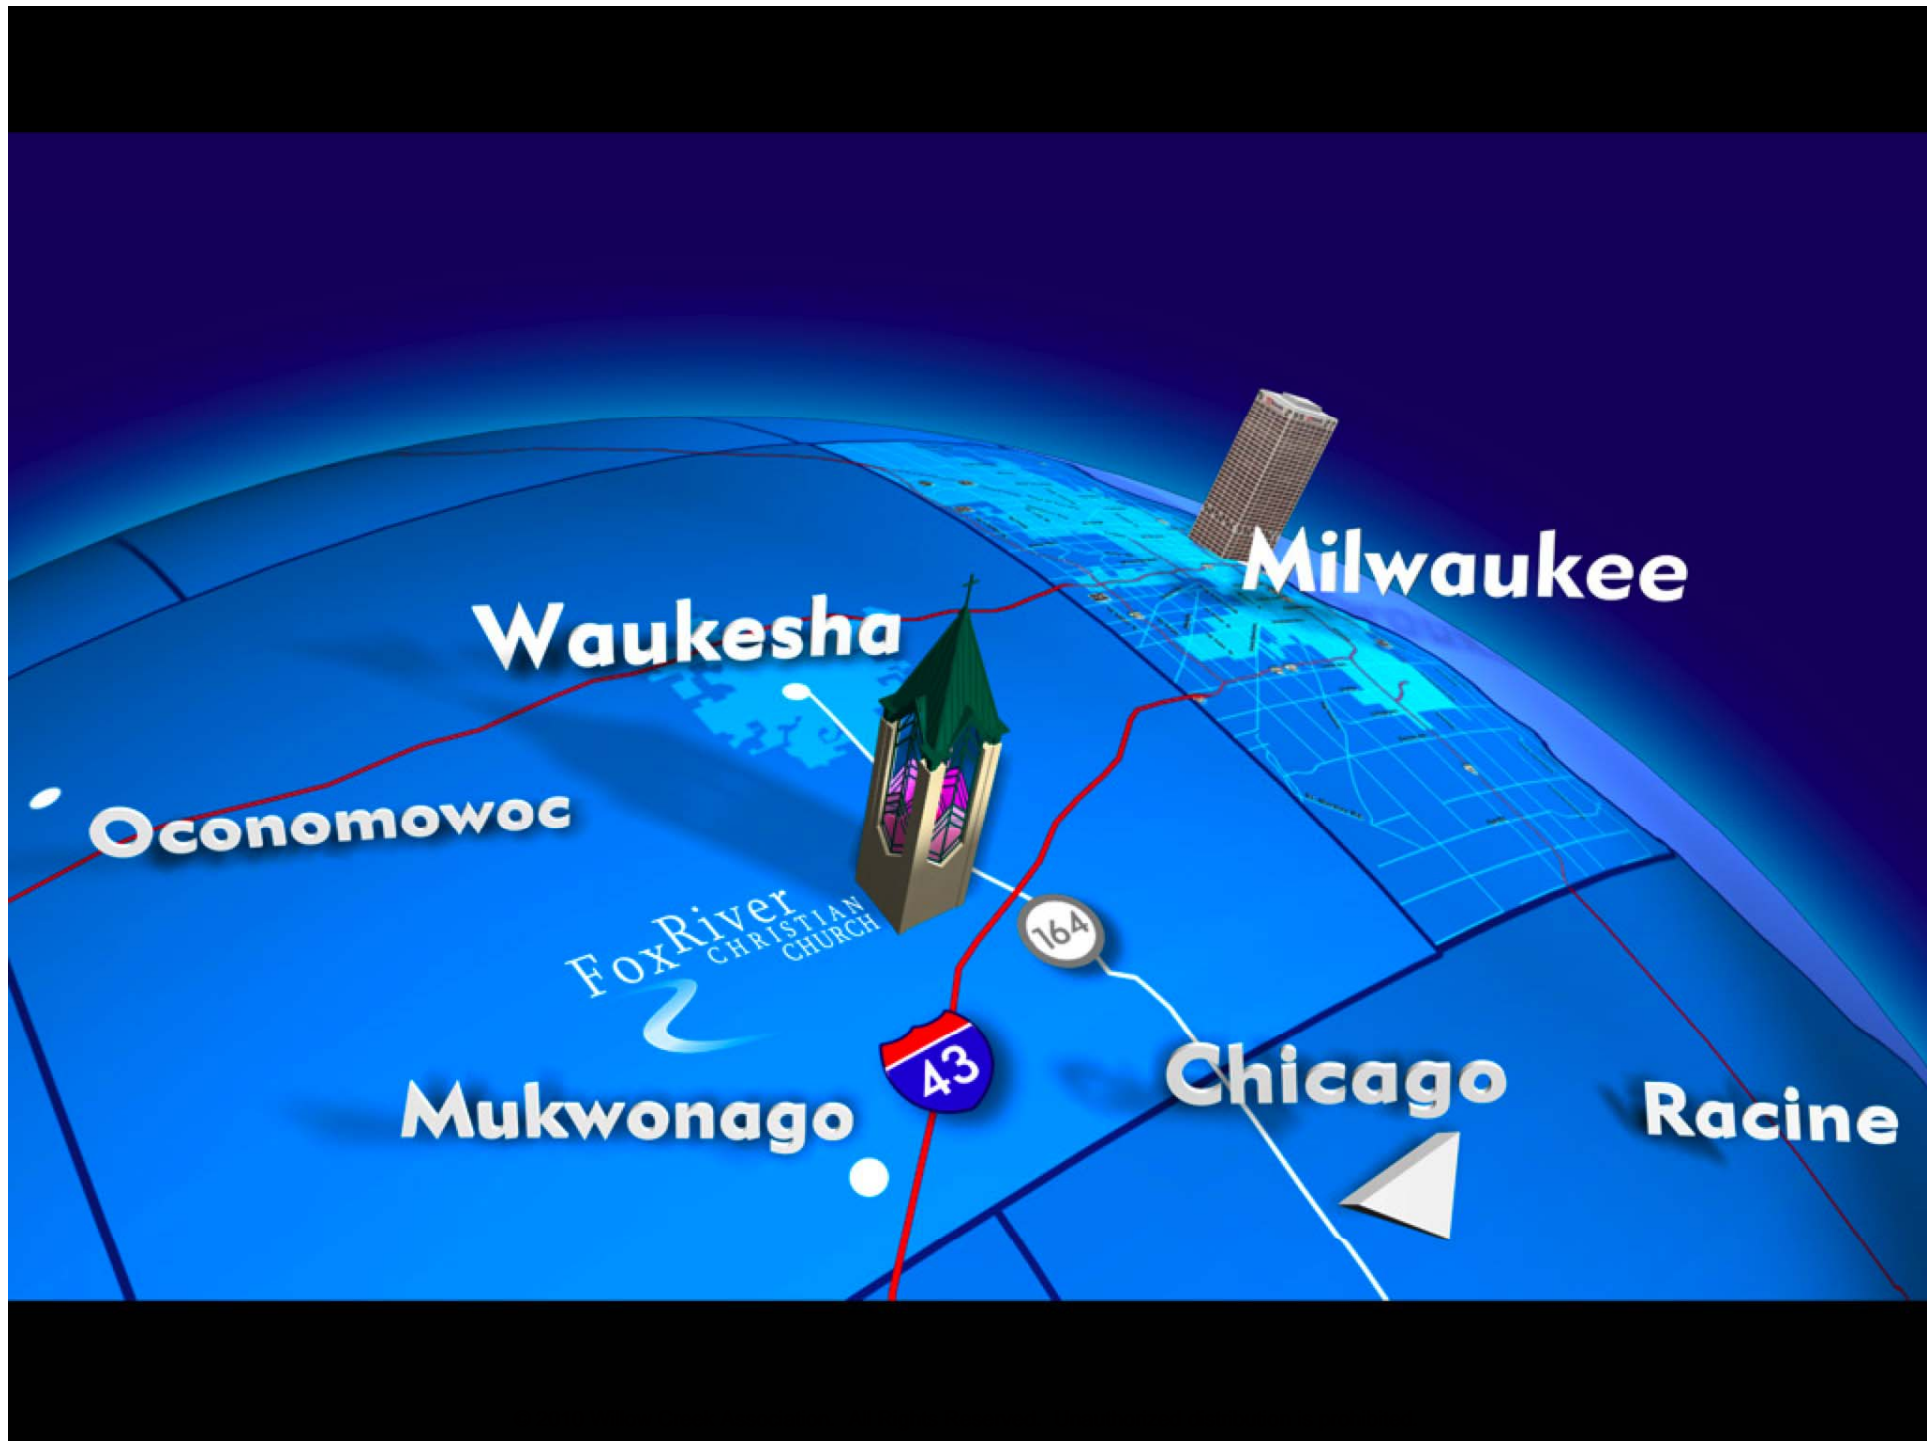 Milwaukee
Waukesha
Oconomowoc
FoxRiver
CHRISTIAN
CHURCH
164
43
Chicago
Mukwonago
Racine